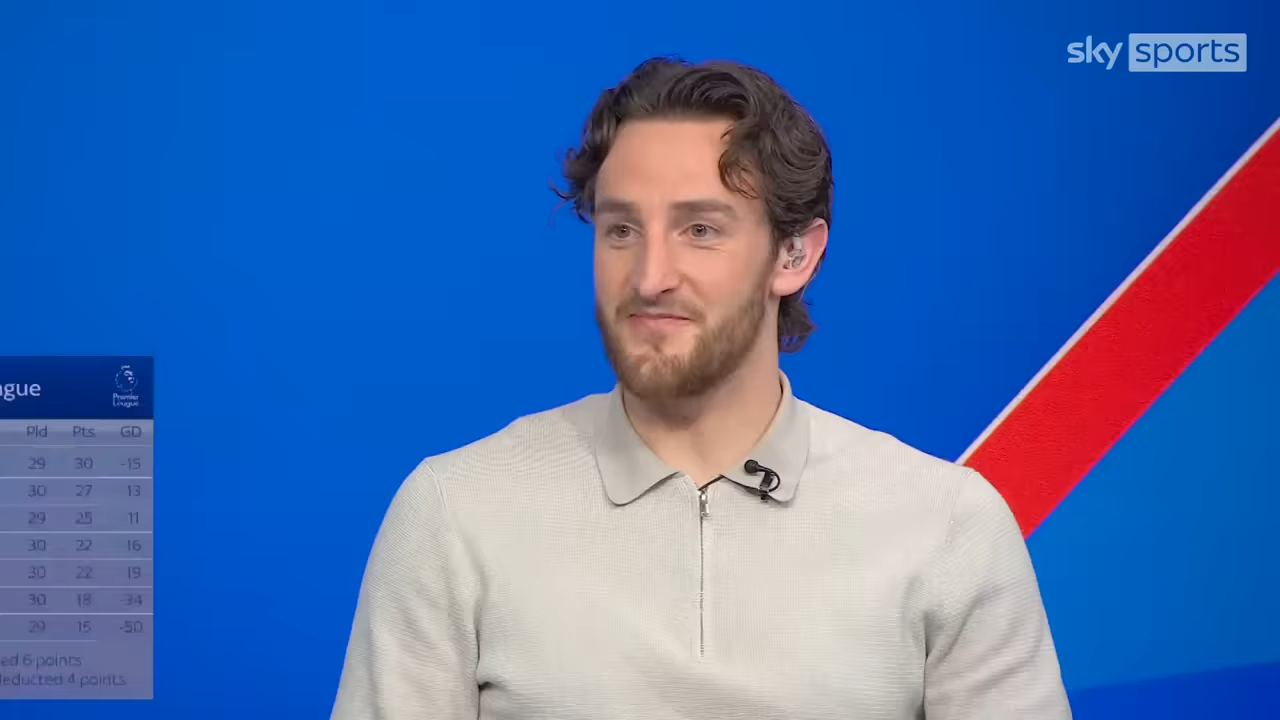 sky sports
gue
Premier
League
Pld Pts GD
29 30 -15
30 27 13
29 25 11
30 22 16
30 22 19
30 18 -34
29 15 -50
ed 6 points
deducted 4 points